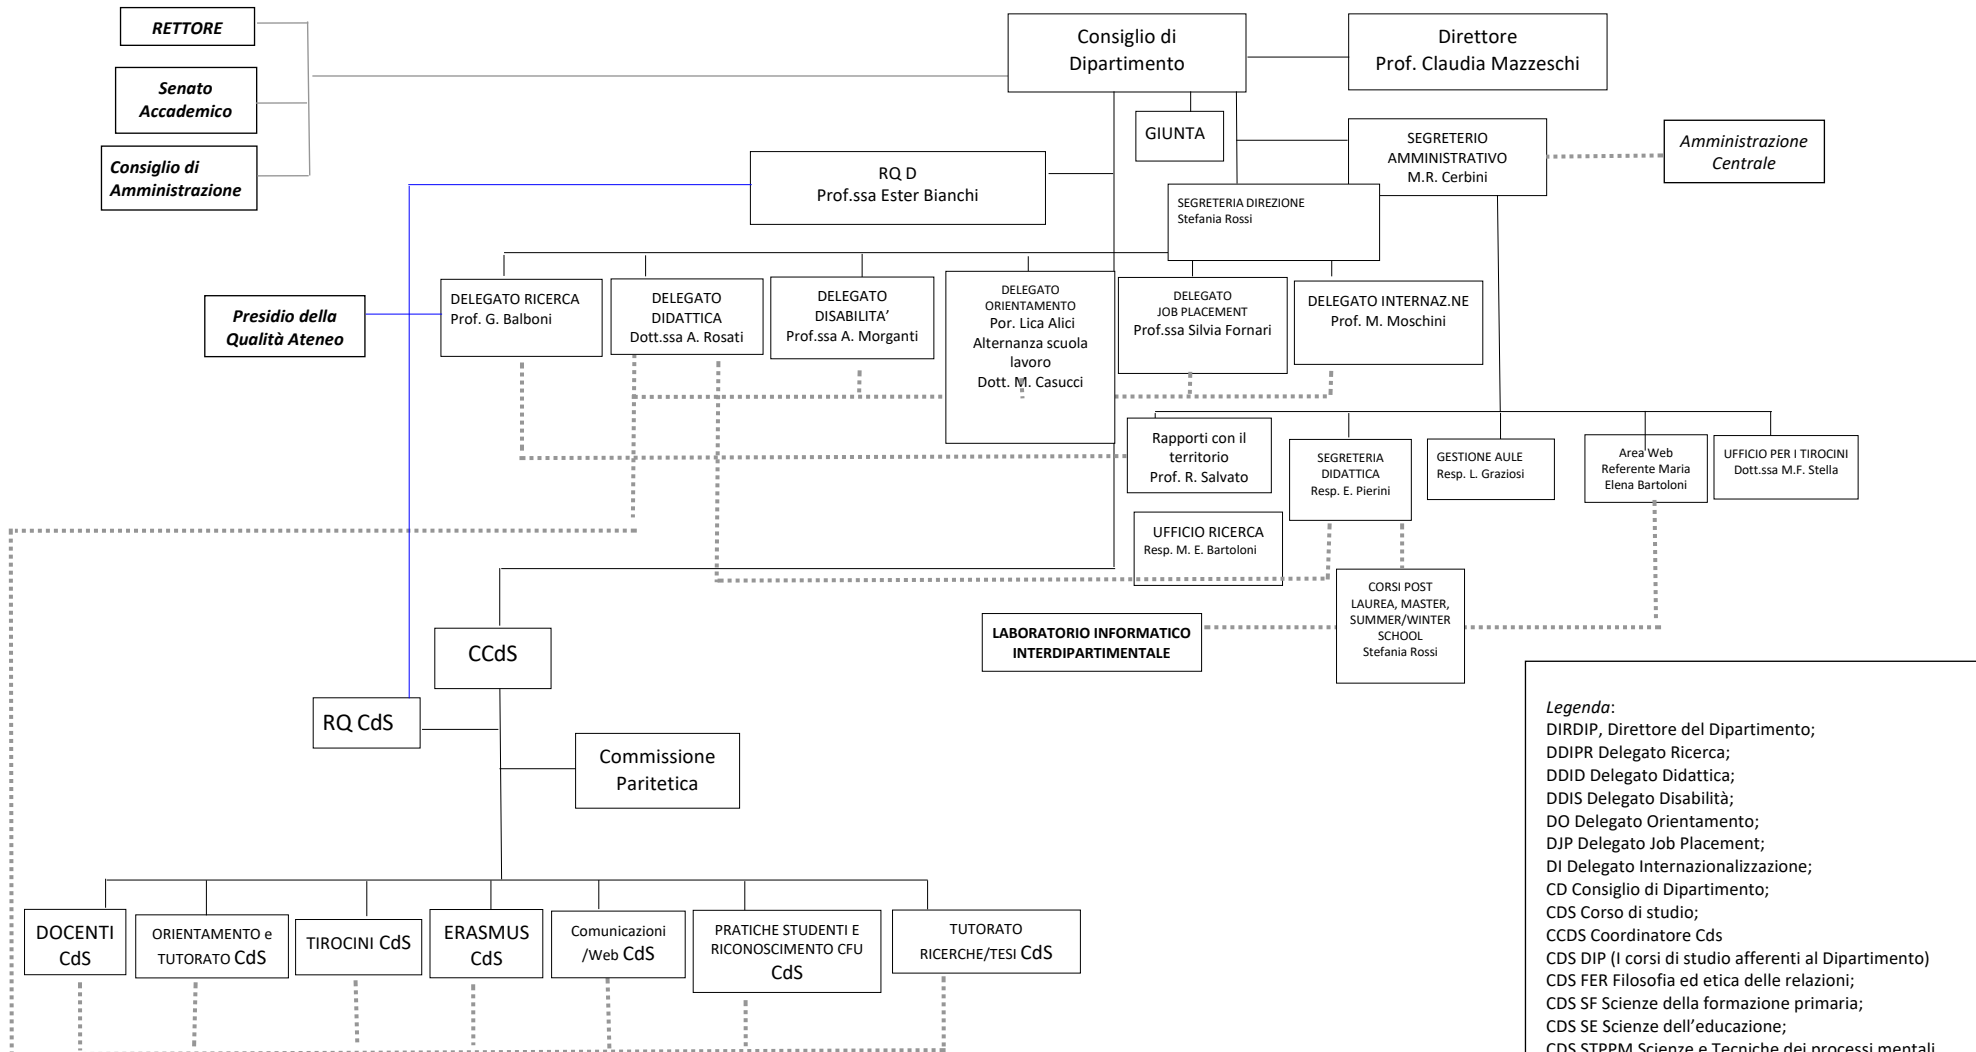 RETTORE
Senato
Accademico
Consiglio di
Amministrazione
Consiglio di
Dipartimento
Direttore
Prof. Claudia Mazzeschi
GIUNTA
SEGRETERIO
AMMINISTRATIVO
M.R. Cerbini
Amministrazione
Centrale
RQ D
Prof.ssa Ester Bianchi
SEGRETERIA DIREZIONE
Stefania Rossi
Presidio della
Qualità Ateneo
DELEGATO RICERCA
Prof. G. Balboni
DELEGATO
DIDATTICA
Dott.ssa A. Rosati
DELEGATO
DISABILITA’
Prof.ssa A. Morganti
DELEGATO
ORIENTAMENTO
Por. Lica Alici
Alternanza scuola
lavoro
Dott. M. Casucci
DELEGATO
JOB PLACEMENT
Prof.ssa Silvia Fornari
DELEGATO INTERNAZ.NE
Prof. M. Moschini
Rapporti con il
territorio
Prof. R. Salvato
SEGRETERIA
DIDATTICA
Resp. E. Pierini
GESTIONE AULE
Resp. L. Graziosi
Area Web
Referente Maria
Elena Bartoloni
UFFICIO PER I TIROCINI
Dott.ssa M.F. Stella
UFFICIO RICERCA
Resp. M. E. Bartoloni
CORSI POST
LAUREA, MASTER,
SUMMER/WINTER
SCHOOL
Stefania Rossi
LABORATORIO INFORMATICO
INTERDIPARTIMENTALE
CCdS
RQ CdS
Commissione
Paritetica
DOCENTI
CdS
ORIENTAMENTO e
TUTORATO CdS
TIROCINI CdS
ERASMUS
CdS
Comunicazioni
/Web CdS
PRATICHE STUDENTI E
RICONOSCIMENTO CFU
CdS
TUTORATO
RICERCHE/TESI CdS
Legenda:
DIRDIP, Direttore del Dipartimento;
DDIPR Delegato Ricerca;
DDID Delegato Didattica;
DDIS Delegato Disabilità;
DO Delegato Orientamento;
DJP Delegato Job Placement;
DI Delegato Internazionalizzazione;
CD Consiglio di Dipartimento;
CDS Corso di studio;
CCDS Coordinatore Cds
CDS DIP (I corsi di studio afferenti al Dipartimento)
CDS FER Filosofia ed etica delle relazioni;
CDS SF Scienze della formazione primaria;
CDS SE Scienze dell’educazione;
CDS STPPM Scienze e Tecniche dei processi mentali